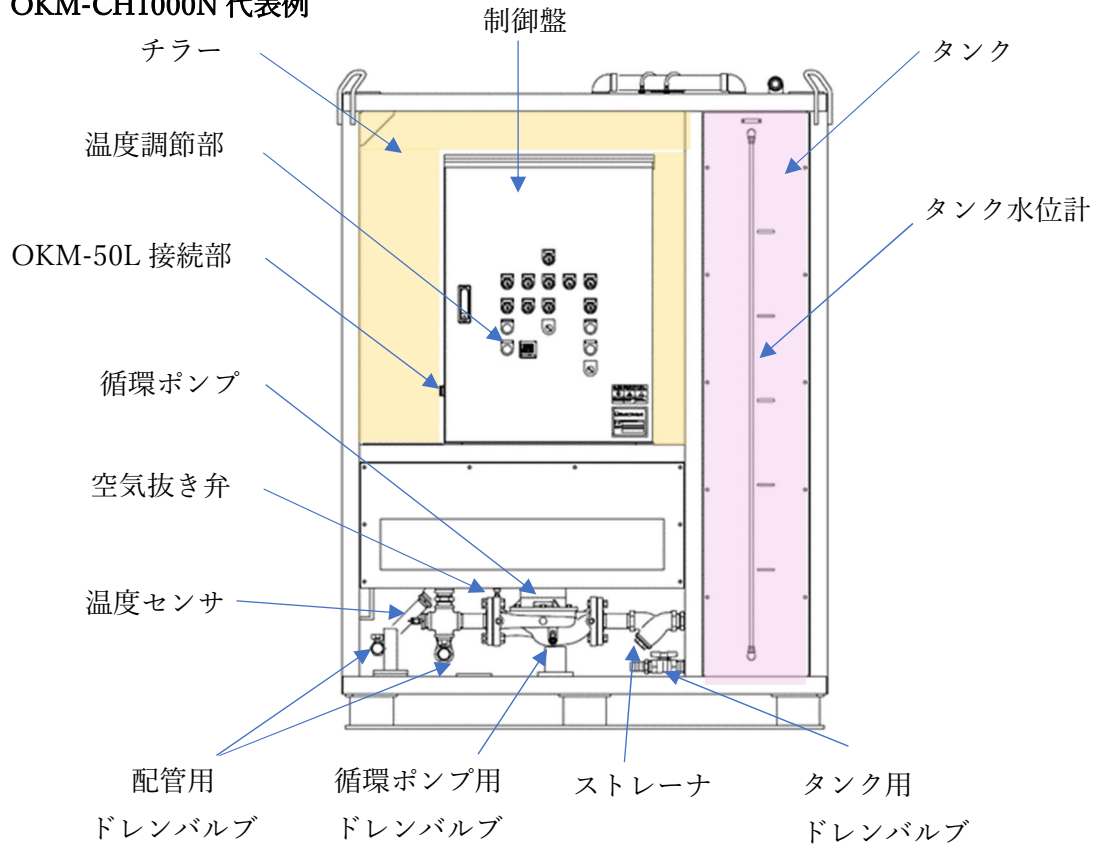 OKM-CH1000N 代表例
制御盤
チラー
タンク
温度調節部
タンク水位計
OKM-50L 接続部
循環ポンプ
空気抜き弁
温度センサ
配管用
ドレンバルブ
循環ポンプ用
ドレンバルブ
ストレーナ
タンク用
ドレンバルブ